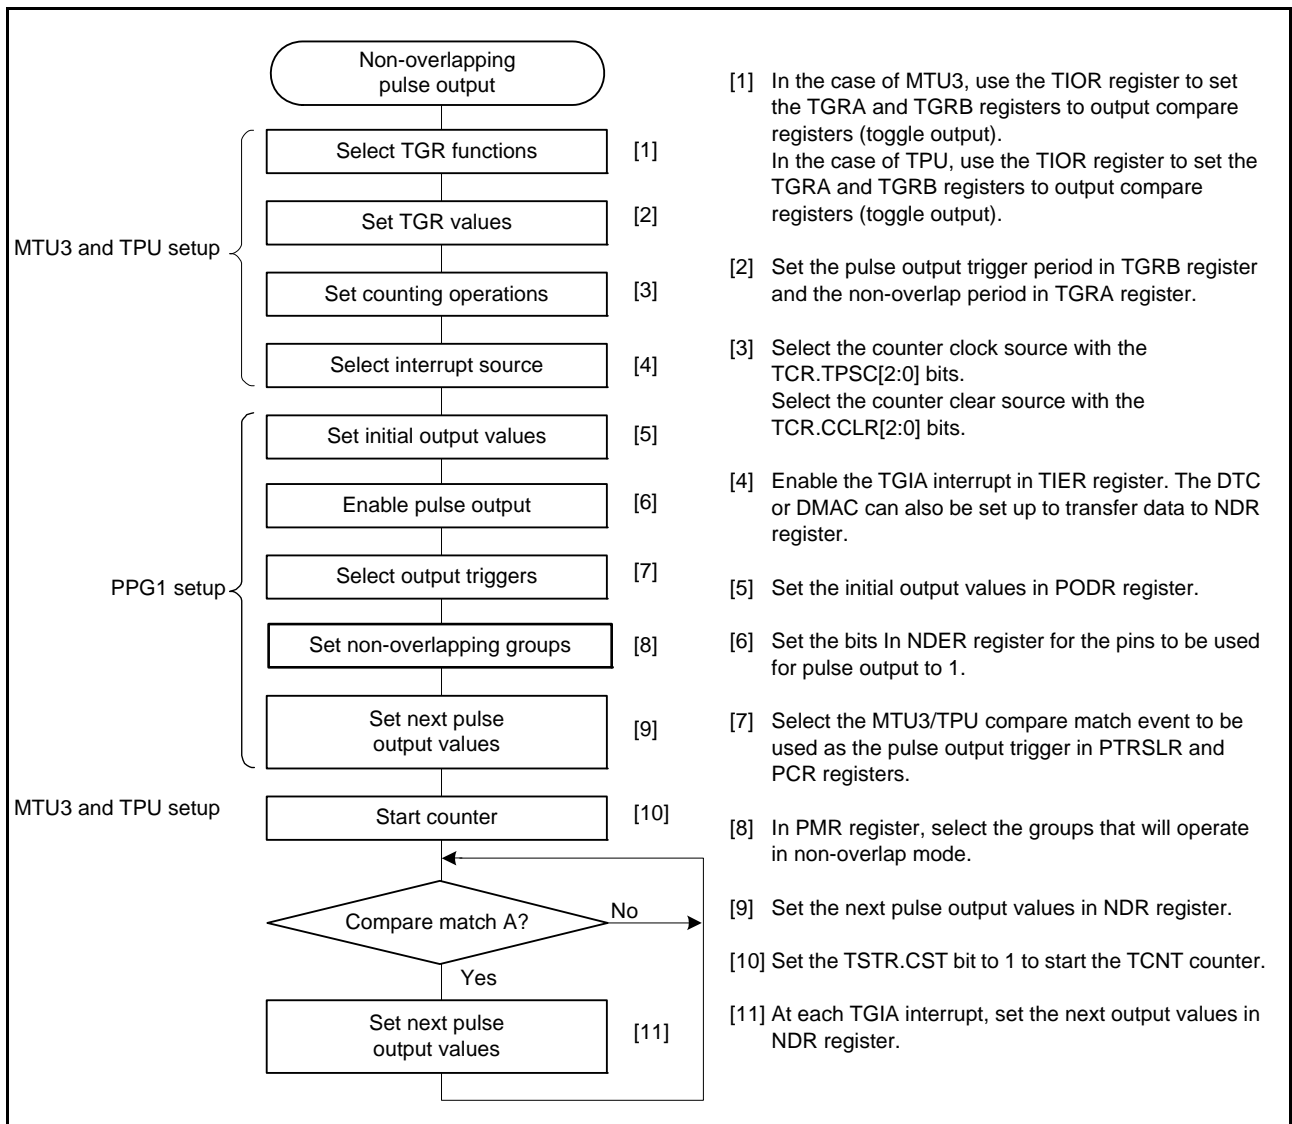 Non-overlapping
pulse output
Select TGR functions [1]
Set TGR values [2]
MTU3 and TPU setup
Set counting operations [3]
Select interrupt source [4]
Set initial output values [5]
Enable pulse output [6]
Select output triggers [7]
PPG1 setup
Set non-overlapping groups [8]
Set next pulse
output values [9]
MTU3 and TPU setup
Start counter [10]
Compare match A?
No
Yes
Set next pulse
output values [11]
[1] In the case of MTU3, use the TIOR register to set
the TGRA and TGRB registers to output compare
registers (toggle output).
In the case of TPU, use the TIOR register to set the
TGRA and TGRB registers to output compare
registers (toggle output).
[2] Set the pulse output trigger period in TGRB register
and the non-overlap period in TGRA register.
[3] Select the counter clock source with the
TCR.TPSC[2:0] bits.
Select the counter clear source with the
TCR.CCLR[2:0] bits.
[4] Enable the TGIA interrupt in TIER register. The DTC
or DMAC can also be set up to transfer data to NDR
register.
[5] Set the initial output values in PODR register.
[6] Set the bits In NDER register for the pins to be used
for pulse output to 1.
[7] Select the MTU3/TPU compare match event to be
used as the pulse output trigger in PTRSLR and
PCR registers.
[8] In PMR register, select the groups that will operate
in non-overlap mode.
[9] Set the next pulse output values in NDR register.
[10] Set the TSTR.CST bit to 1 to start the TCNT counter.
[11] At each TGIA interrupt, set the next output values in
NDR register.